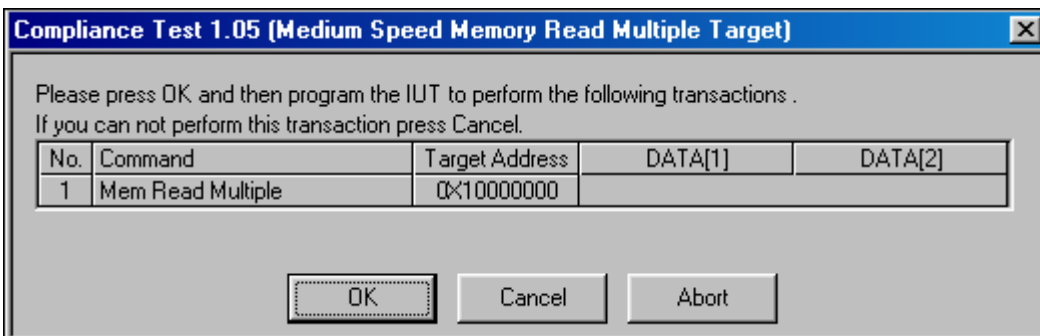 Compliance Test 1.05 (Medium Speed Memory Read Multiple Target)
Please press OK and then program the IUT to perform the following transactions .
If you can not perform this transaction press Cancel.
No. Command Target Address DATA[1] DATA[2]
1 Mem Read Multiple 0X10000000
OK Cancel Abort